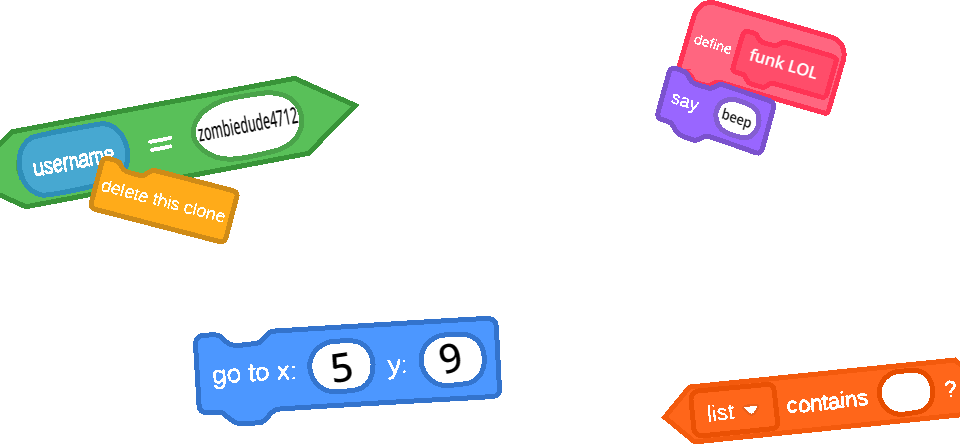 define funk LOL
say beep
username = zombiedude4712
delete this clone
go to x: 5 y: 9
list contains ?